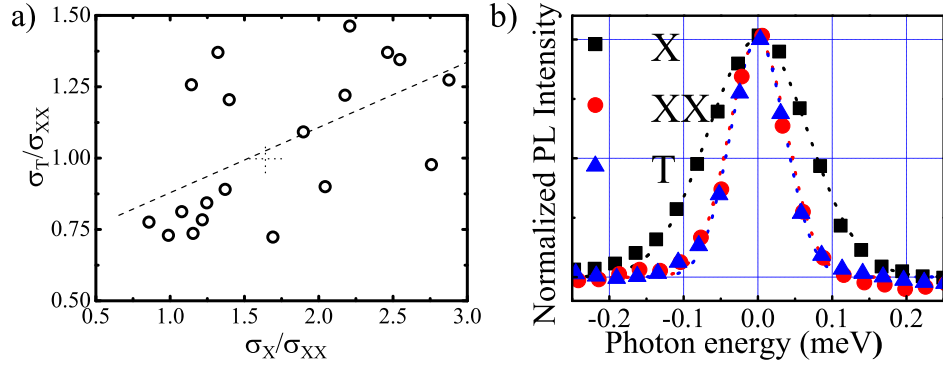 a)
1.50
1.25
1.00
0.75
0.50
σT/σXX
0.5 1.0 1.5 2.0 2.5 3.0
σX/σXX
b)
Normalized PL Intensity
X
XX
T
-0.2 -0.1 0.0 0.1 0.2
Photon energy (meV)